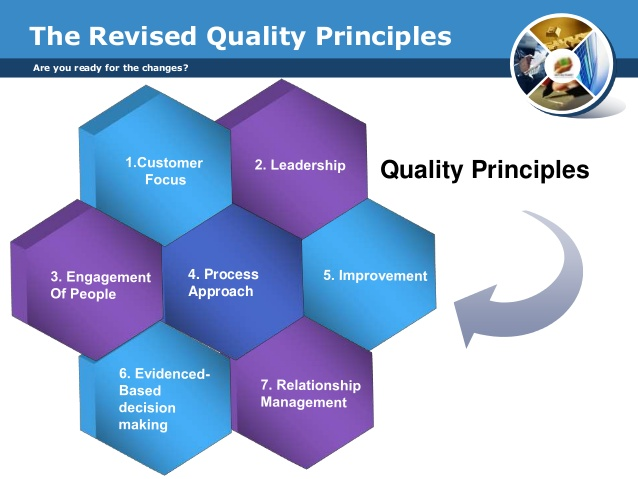 The Revised Quality Principles
Are you ready for the changes?
1.Customer
Focus
2. Leadership
Quality Principles
3. Engagement
Of People
4. Process
Approach
5. Improvement
6. Evidenced-
Based
decision
making
7. Relationship
Management